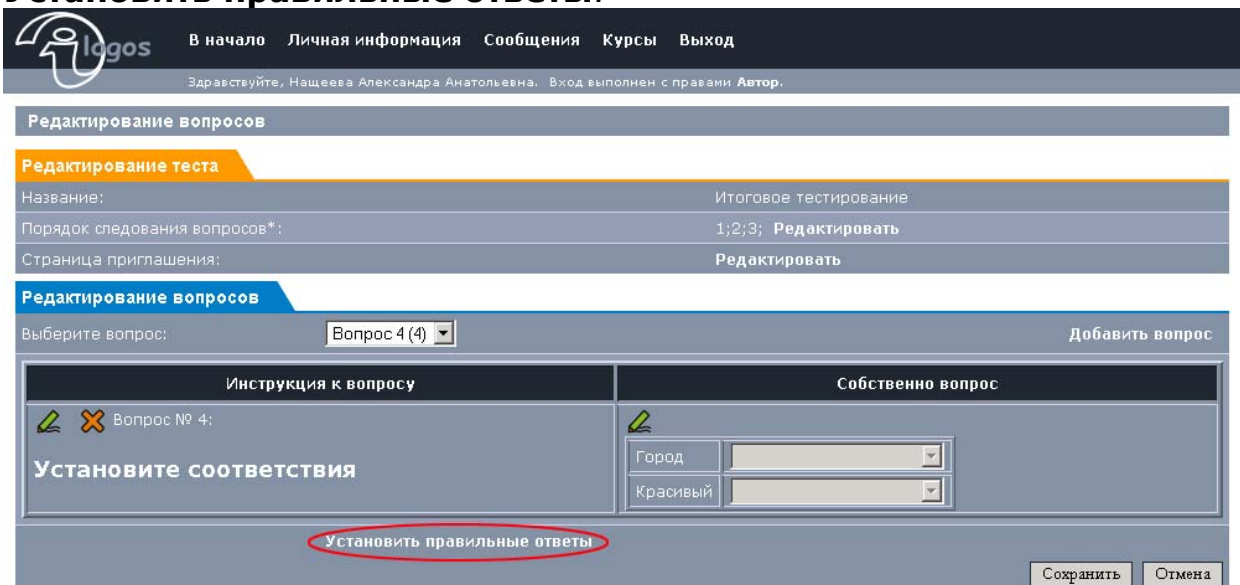 Установить правильные ответы.
ilogos В начало Личная информация Сообщения Курсы Выход
Здравствуйте, Нащеева Александра Анатольевна. Вход выполнен с правами Автор.
Редактирование вопросов
Редактирование теста
Название: Итоговое тестирование
Порядок следования вопросов*: 1;2;3; Редактировать
Страница приглашения: Редактировать
Редактирование вопросов
Выберите вопрос: Вопрос 4 (4) Добавить вопрос
Инструкция к вопросу Собственно вопрос
Вопрос № 4:
Установите соответствия
Город
Красивый
Установить правильные ответы
Сохранить Отмена